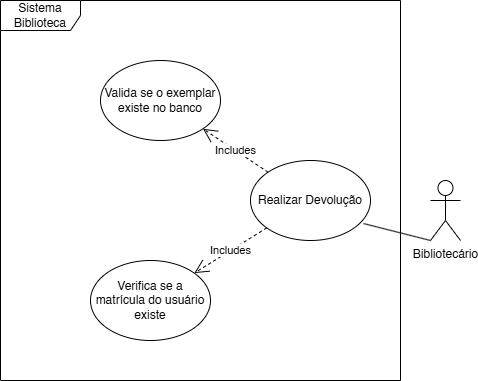 Sistema
Biblioteca
Valida se o exemplar
existe no banco
Includes
Realizar Devolução
Bibliotecário
Includes
Verifica se a
matrícula do usuário
existe